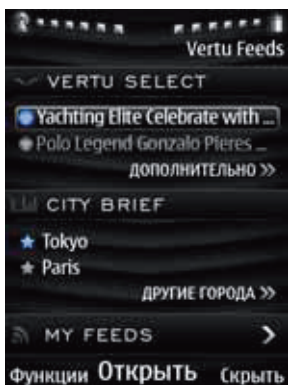 Vertu Feeds
VERTU SELECT
Yachting Elite Celebrate with ...
Polo Legend Gonzalo Pieres ...
ДОПОЛНИТЕЛЬНО >>
CITY BRIEF
Tokyo
Paris
ДРУГИЕ ГОРОДА >>
MY FEEDS >
Функции Открыть Скрыть